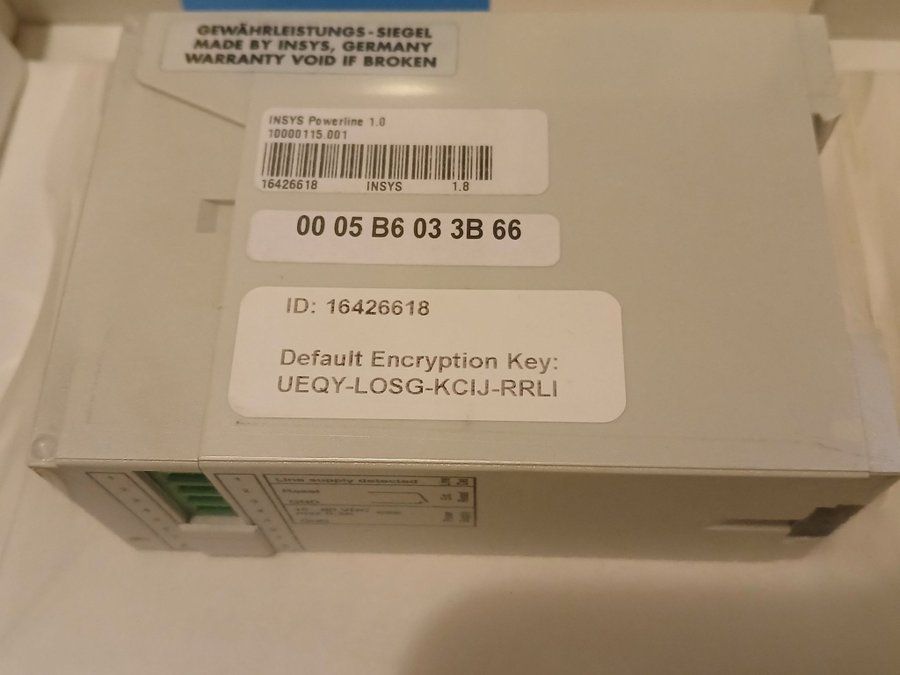 GEWÄHRLEISTUNGS-SIEGEL
MADE BY INSYS, GERMANY
WARRANTY VOID IF BROKEN
INSYS Powerline 1.0
10000115.001
16426618 INSYS 1.8
00 05 B6 03 3B 66
ID: 16426618
Default Encryption Key:
UEQY-LOSG-KCIJ-RRLI
Line supply detected
Reset
GND